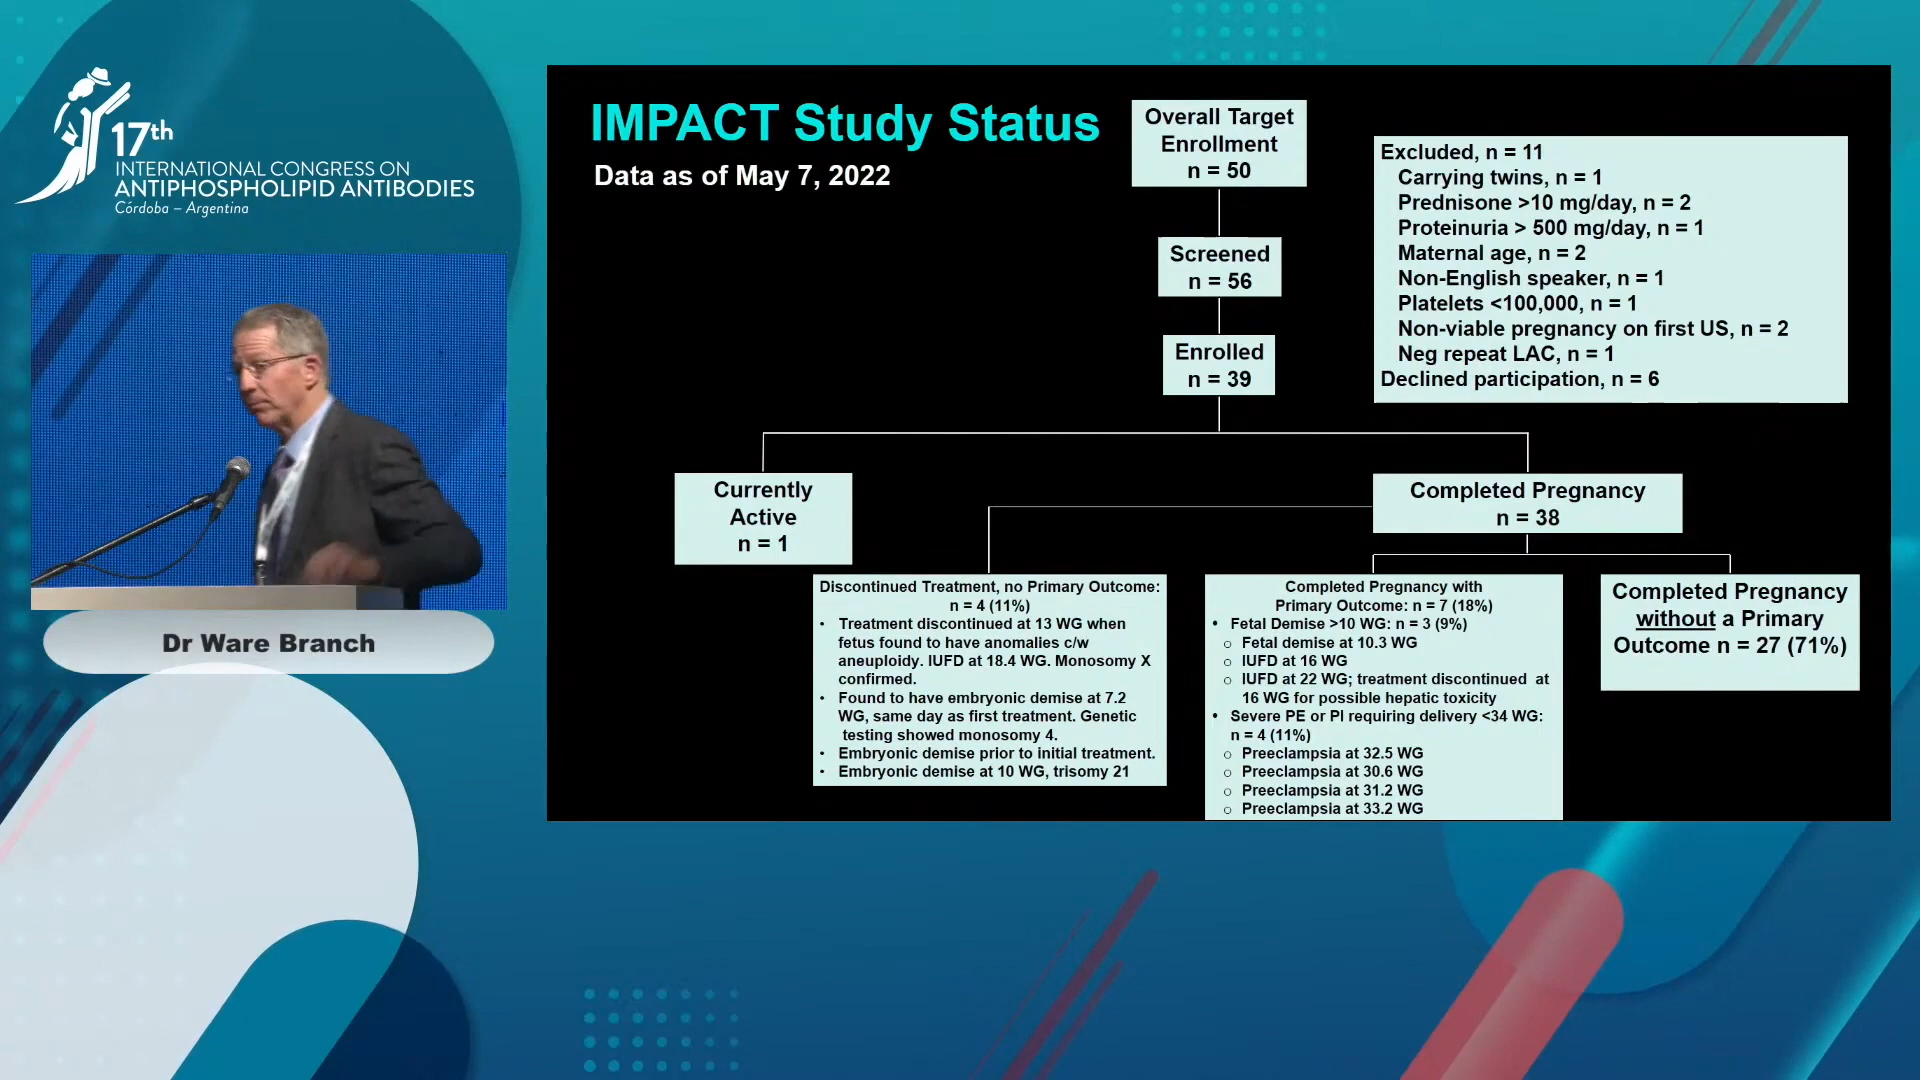 17th
INTERNATIONAL CONGRESS ON
ANTIPHOSPHOLIPID ANTIBODIES
Córdoba – Argentina
Dr Ware Branch
IMPACT Study Status
Data as of May 7, 2022
Overall Target
Enrollment
n = 50
Screened
n = 56
Enrolled
n = 39
Excluded, n = 11
Carrying twins, n = 1
Prednisone >10 mg/day, n = 2
Proteinuria > 500 mg/day, n = 1
Maternal age, n = 2
Non-English speaker, n = 1
Platelets <100,000, n = 1
Non-viable pregnancy on first US, n = 2
Neg repeat LAC, n = 1
Declined participation, n = 6
Currently
Active
n = 1
Completed Pregnancy
n = 38
Discontinued Treatment, no Primary Outcome:
n = 4 (11%)
• Treatment discontinued at 13 WG when
fetus found to have anomalies c/w
aneuploidy. IUFD at 18.4 WG. Monosomy X
confirmed.
• Found to have embryonic demise at 7.2
WG, same day as first treatment. Genetic
testing showed monosomy 4.
• Embryonic demise prior to initial treatment.
• Embryonic demise at 10 WG, trisomy 21
Completed Pregnancy with
Primary Outcome: n = 7 (18%)
• Fetal Demise >10 WG: n = 3 (9%)
o Fetal demise at 10.3 WG
o IUFD at 16 WG
o IUFD at 22 WG; treatment discontinued at
16 WG for possible hepatic toxicity
• Severe PE or PI requiring delivery <34 WG:
n = 4 (11%)
o Preeclampsia at 32.5 WG
o Preeclampsia at 30.6 WG
o Preeclampsia at 31.2 WG
o Preeclampsia at 33.2 WG
Completed Pregnancy
without a Primary
Outcome n = 27 (71%)